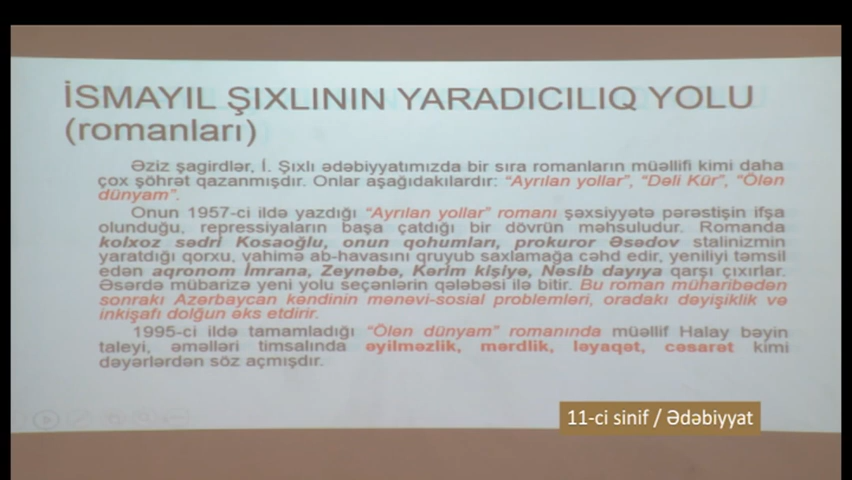 İSMAYIL ŞIXLININ YARADICILIQ YOLU
(romanları)
Əziz şagirdlər, İ. Şıxlı ədəbiyyatımızda bir sıra romanların müəllifi kimi daha
çox şöhrət qazanmışdır. Onlar aşağıdakılardır: “Ayrılan yollar”, “Dəli Kür”, “Ölən
dünyam”.
Onun 1957-ci ildə yazdığı “Ayrılan yollar” romanı şəxsiyyətə pərəstişin ifşa
olunduğu, repressiyaların başa çatdığı bir dövrün məhsuludur. Romanda
kolxoz sədri Kosaoğlu, onun qohumları, prokuror Əsədov stalinizmin
yaratdığı qorxu, vahimə ab-havasını qruyub saxlamağa cəhd edir, yeniliyi təmsil
edən aqronom İmrana, Zeynəbə, Kərim kişiyə, Nəsib dayıya qarşı çıxırlar.
Əsərdə mübarizə yeni yolu seçənlərin qələbəsi ilə bitir. Bu roman müharibədən
sonrakı Azərbaycan kəndinin mənəvi-sosial problemləri, oradakı dəyişiklik və
inkişafı dolğun əks etdirir.
1995-ci ildə tamamladığı “Ölən dünyam” romanında müəllif Halay bəyin
taleyi, əməlləri timsalında əyilməzlik, mərdlik, ləyaqət, cəsarət kimi
dəyərlərdən söz açmışdır.
11-ci sinif / Ədəbiyyat